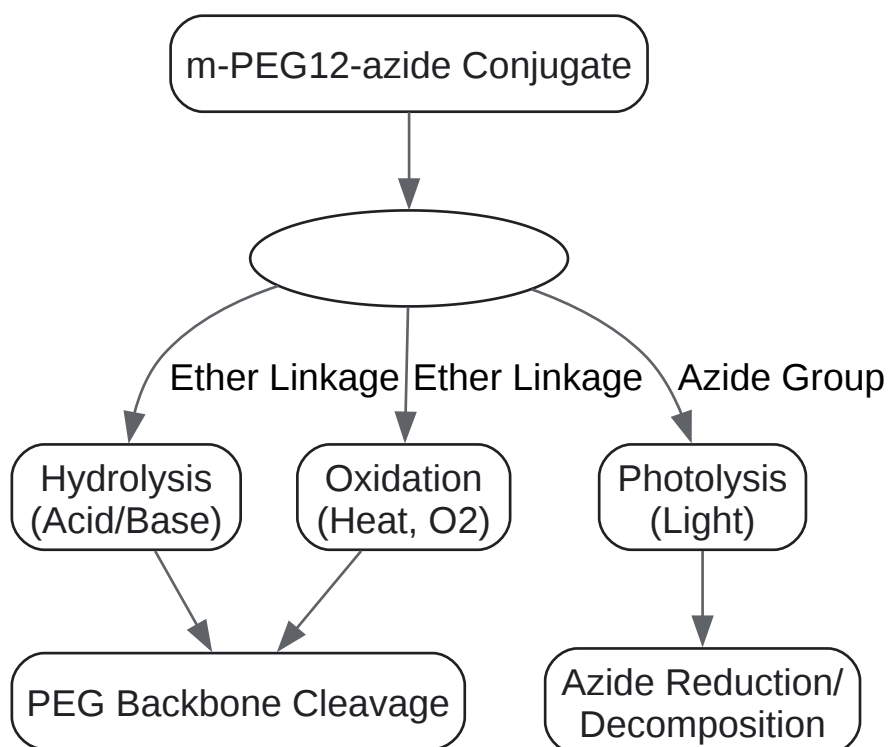 m-PEG12-azide Conjugate
Ether Linkage
Ether Linkage
Azide Group
Hydrolysis
(Acid/Base)
Oxidation
(Heat, O2)
Photolysis
(Light)
PEG Backbone Cleavage
Azide Reduction/
Decomposition